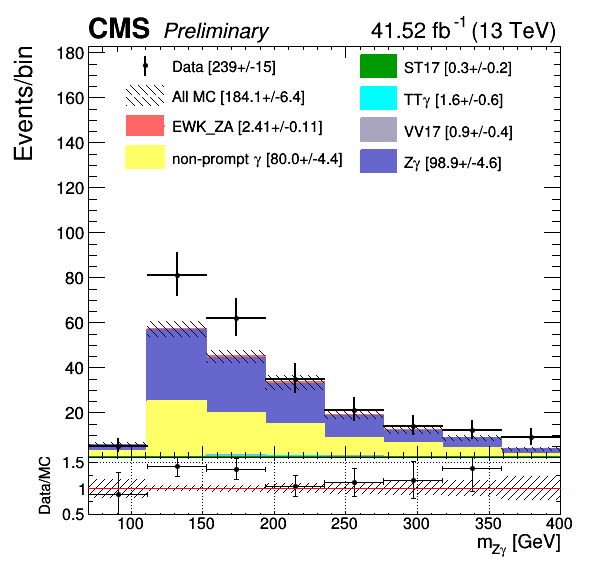 CMS Preliminary 41.52 fb⁻¹ (13 TeV)
Events/bin
180
160
140
120
100
80
60
40
20
Data [239+/-15]
All MC [184.1+/-6.4]
EWK_ZA [2.41+/-0.11]
non-prompt γ [80.0+/-4.4]
ST17 [0.3+/-0.2]
TTγ [1.6+/-0.6]
VV17 [0.9+/-0.4]
Zγ [98.9+/-4.6]
Data/MC
1.5
1
0.5
100 150 200 250 300 350 400
m_Zγ [GeV]